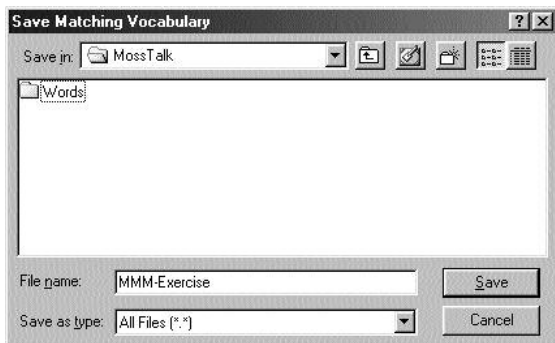 Save Matching Vocabulary
Save in: MossTalk
Words
File name: MMM-Exercise Save
Save as type: All Files (*.*) Cancel